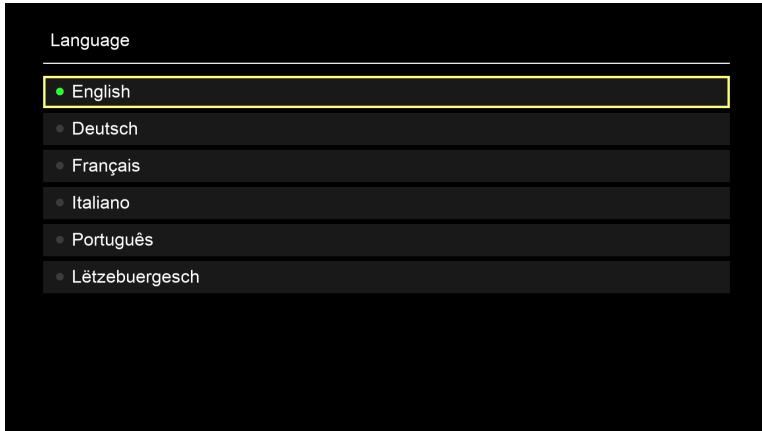 Language
English
Deutsch
Français
Italiano
Português
Lëtzebuergesch